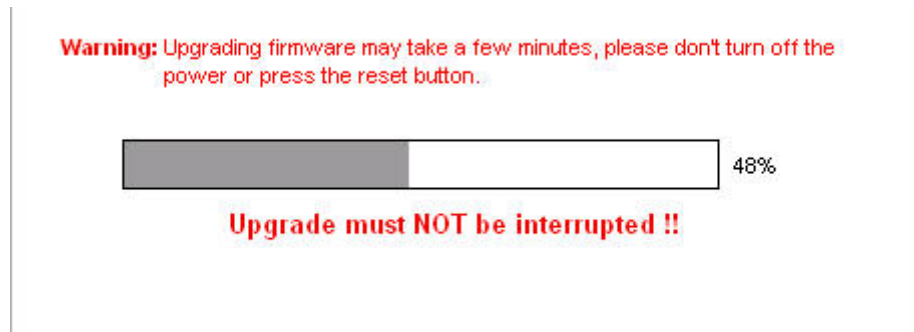 Warning: Upgrading firmware may take a few minutes, please don't turn off the
power or press the reset button.
48%
Upgrade must NOT be interrupted !!